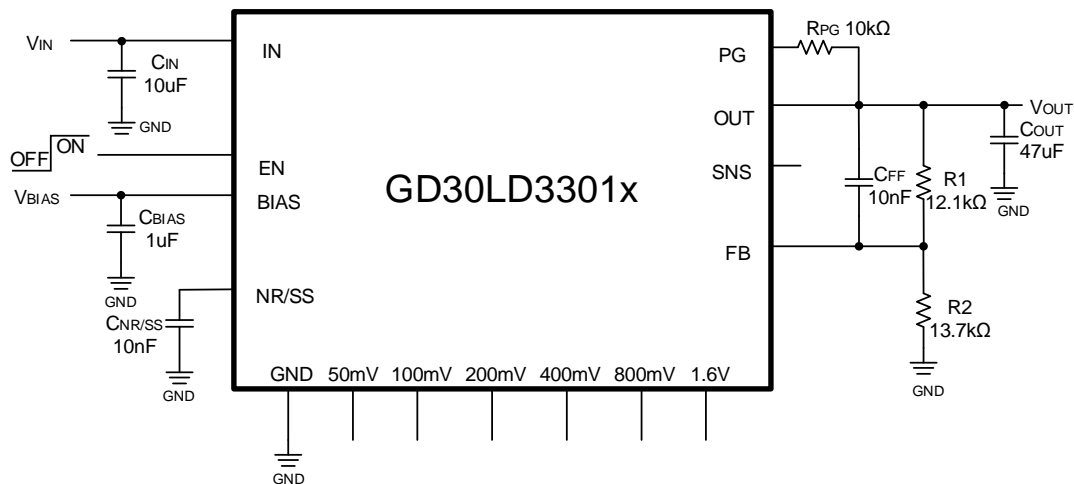 VIN
CIN
10uF
GND
OFF ON
VBIAS
CBIAS
1uF
GND
CNR/SS
10nF
GND
IN
EN
BIAS
NR/SS
GD30LD3301x
PG
OUT
SNS
FB
GND 50mV 100mV 200mV 400mV 800mV 1.6V
GND
RPG 10kΩ
VOUT
COUT
47uF
GND
CFF
10nF
R1
12.1kΩ
R2
13.7kΩ
GND